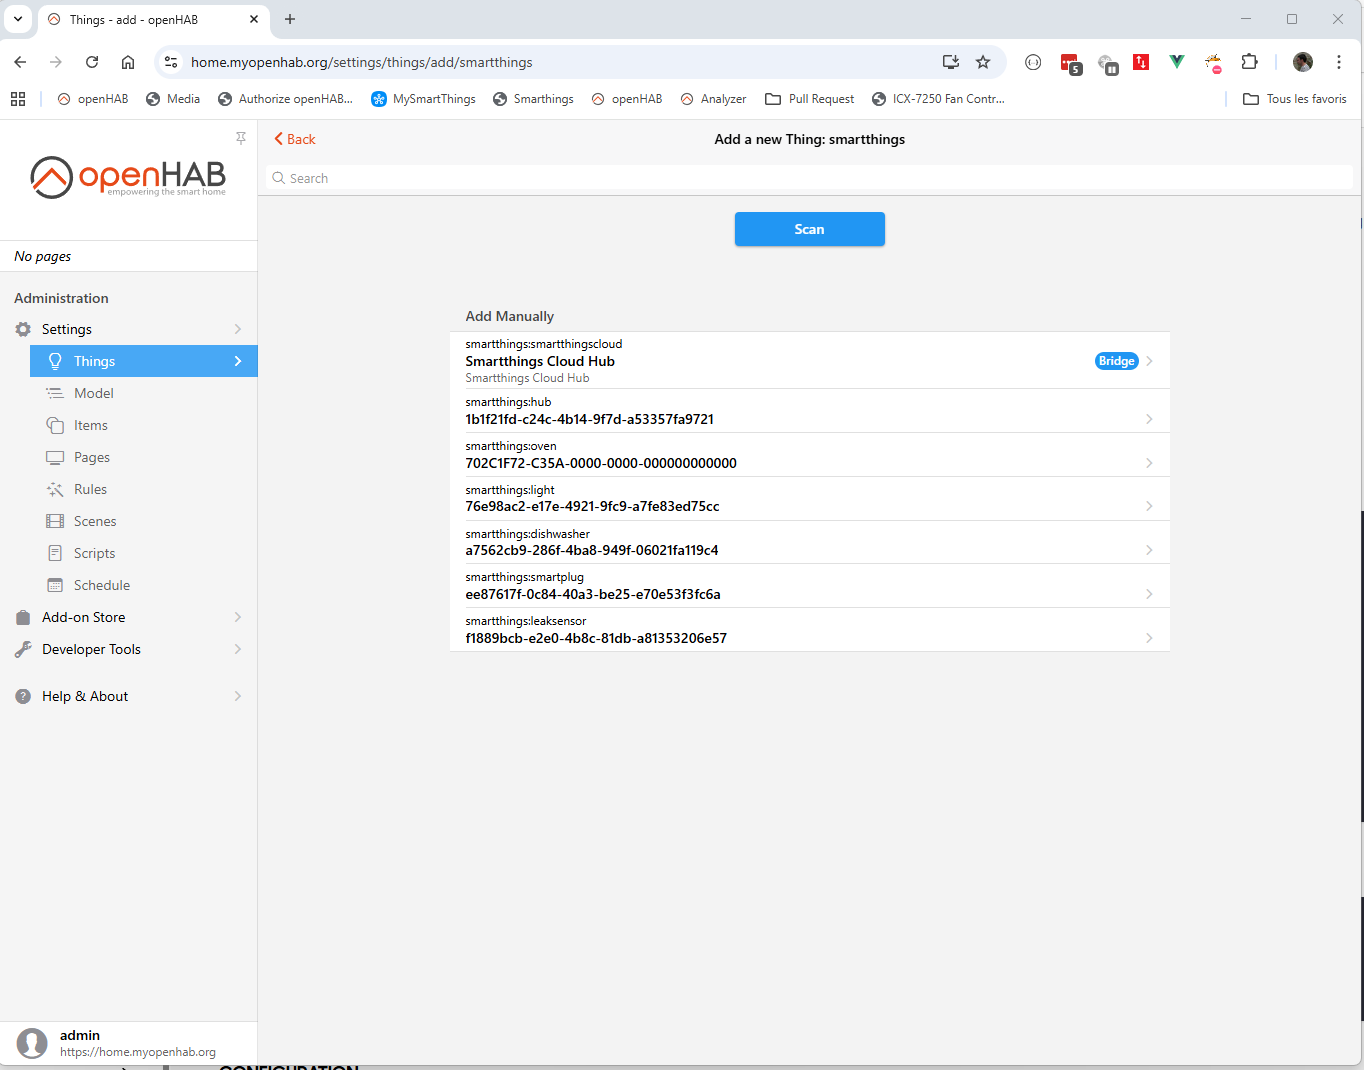 Things - add - openHAB
home.myopenhab.org/settings/things/add/smartthings
5
openHAB
Media
Authorize openHAB...
MySmartThings
Smarthings
openHAB
Analyzer
Pull Request
ICX-7250 Fan Contr...
Tous les favoris
openHAB
empowering the smart home
No pages
Administration
Settings
Things
Model
Items
Pages
Rules
Scenes
Scripts
Schedule
Add-on Store
Developer Tools
Help & About
admin
https://home.myopenhab.org
Back
Add a new Thing: smartthings
Search
Scan
Add Manually
smartthings:smartthingscloud
Smartthings Cloud Hub
Smartthings Cloud Hub
Bridge
smartthings:hub
1b1f21fd-c24c-4b14-9f7d-a53357fa9721
smartthings:oven
702C1F72-C35A-0000-0000-000000000000
smartthings:light
76e98ac2-e17e-4921-9fc9-a7fe83ed75cc
smartthings:dishwasher
a7562cb9-286f-4ba8-949f-06021fa119c4
smartthings:smartplug
ee87617f-0c84-40a3-be25-e70e53f3fc6a
smartthings:leaksensor
f1889bcb-e2e0-4b8c-81db-a81353206e57
CONFIGURATION